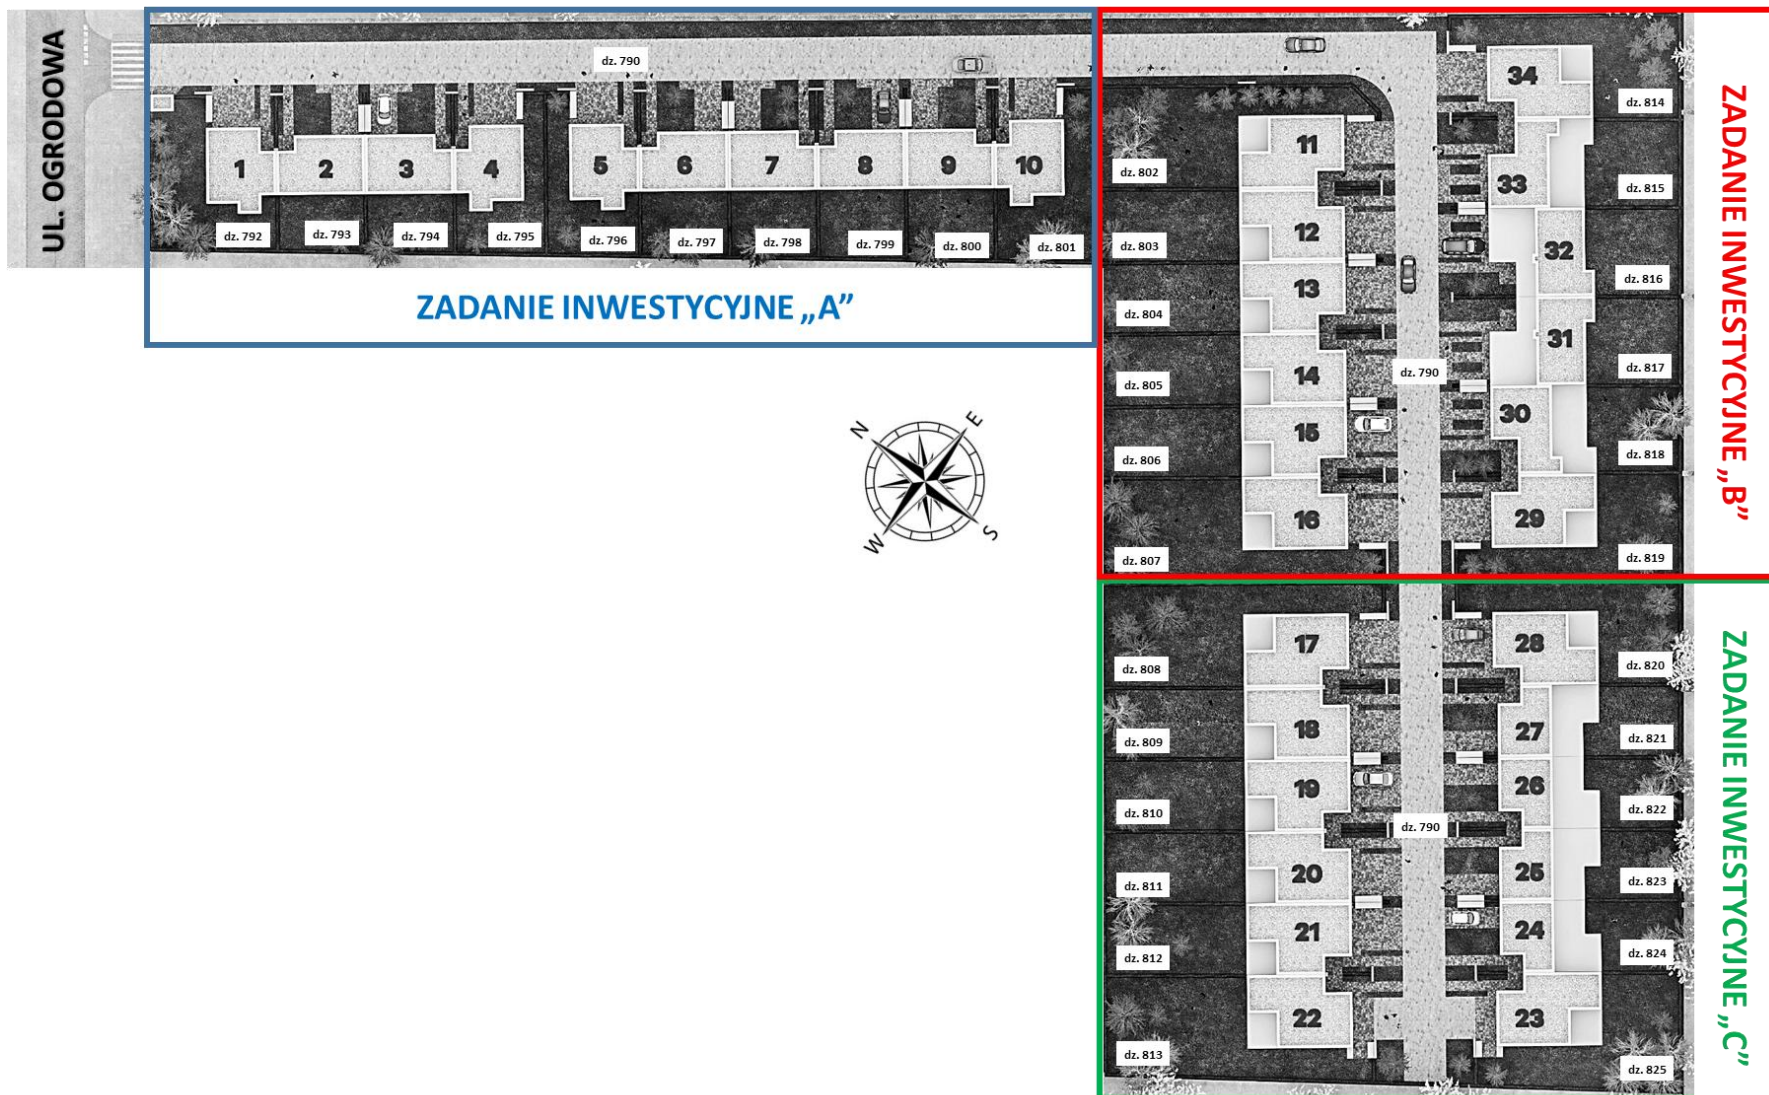 UL. OGRODOWA
dz. 790
1
2
3
4
5
6
7
8
9
10
dz. 792
dz. 793
dz. 794
dz. 795
dz. 796
dz. 797
dz. 798
dz. 799
dz. 800
dz. 801
ZADANIE INWESTYCYJNE „A”
N
E
W
S
34
dz. 814
11
dz. 802
33
dz. 815
12
dz. 803
32
dz. 816
13
dz. 804
31
dz. 817
14
dz. 790
dz. 805
30
15
dz. 806
dz. 818
16
29
dz. 807
dz. 819
ZADANIE INWESTYCYJNE „B”
17
28
dz. 808
dz. 820
18
27
dz. 809
dz. 821
19
26
dz. 810
dz. 822
dz. 790
20
25
dz. 811
dz. 823
21
24
dz. 812
dz. 824
22
23
dz. 813
dz. 825
ZADANIE INWESTYCYJNE „C”